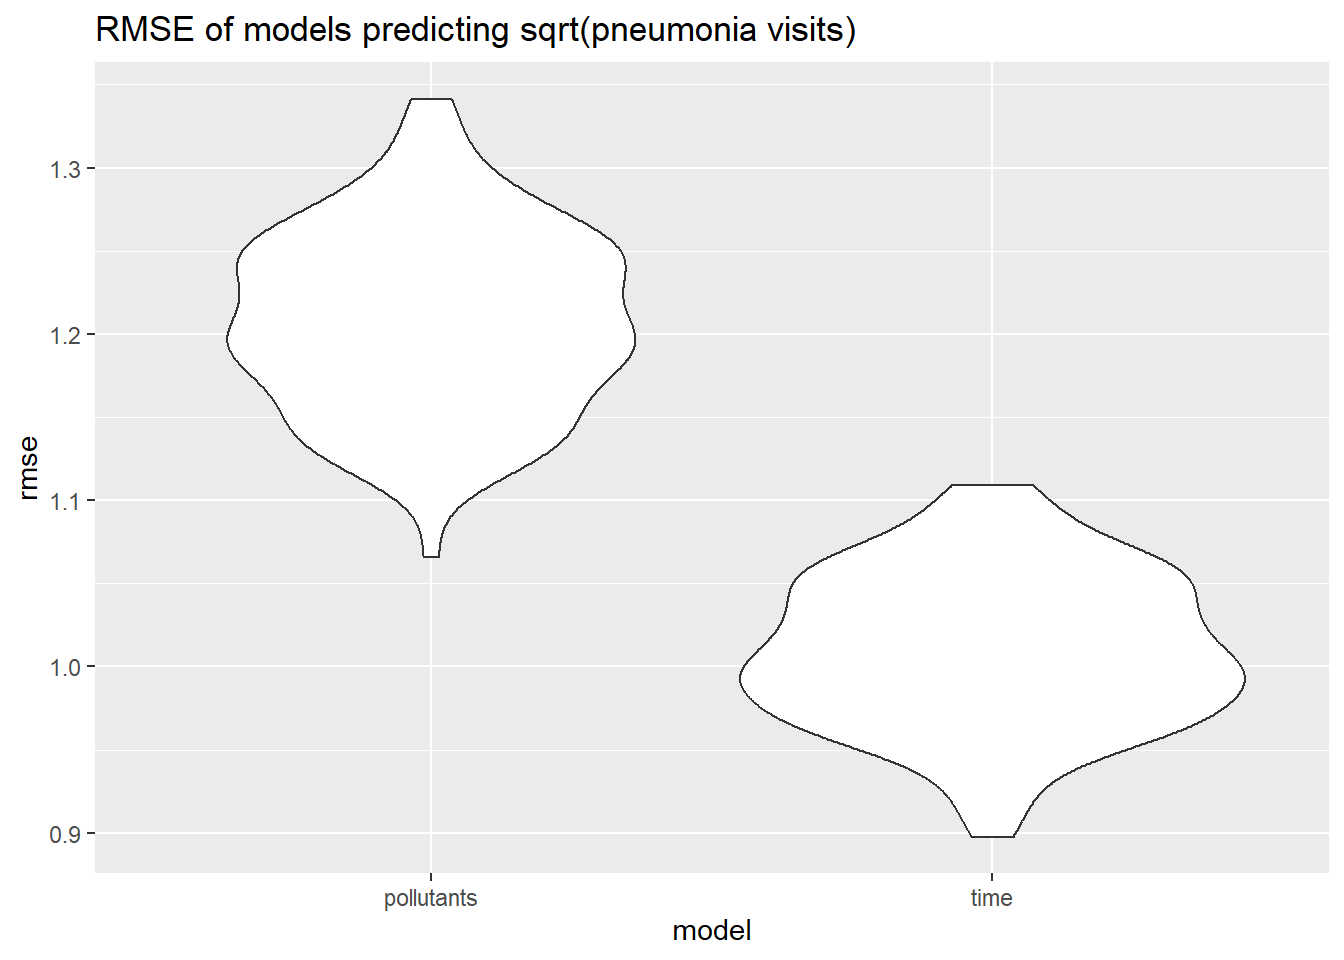 RMSE of models predicting sqrt(pneumonia visits)
rmse
1.3
1.2
1.1
1.0
0.9
pollutants time
model